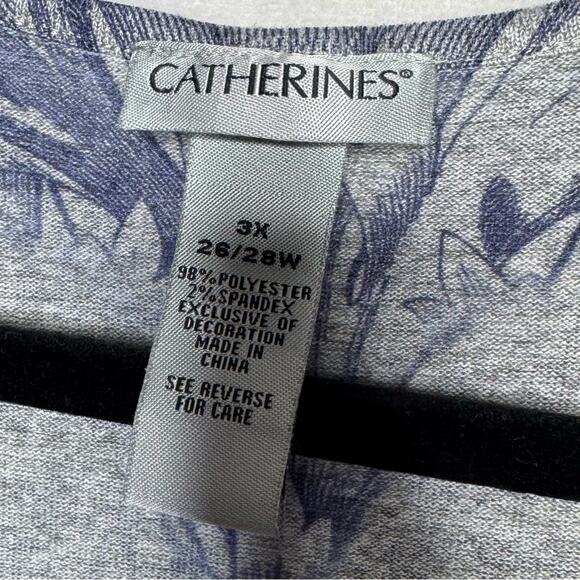 CATHERINES®
3X
26/28W
98%POLYESTER
2%SPANDEX
EXCLUSIVE OF
DECORATION
MADE IN
CHINA
SEE REVERSE
FOR CARE